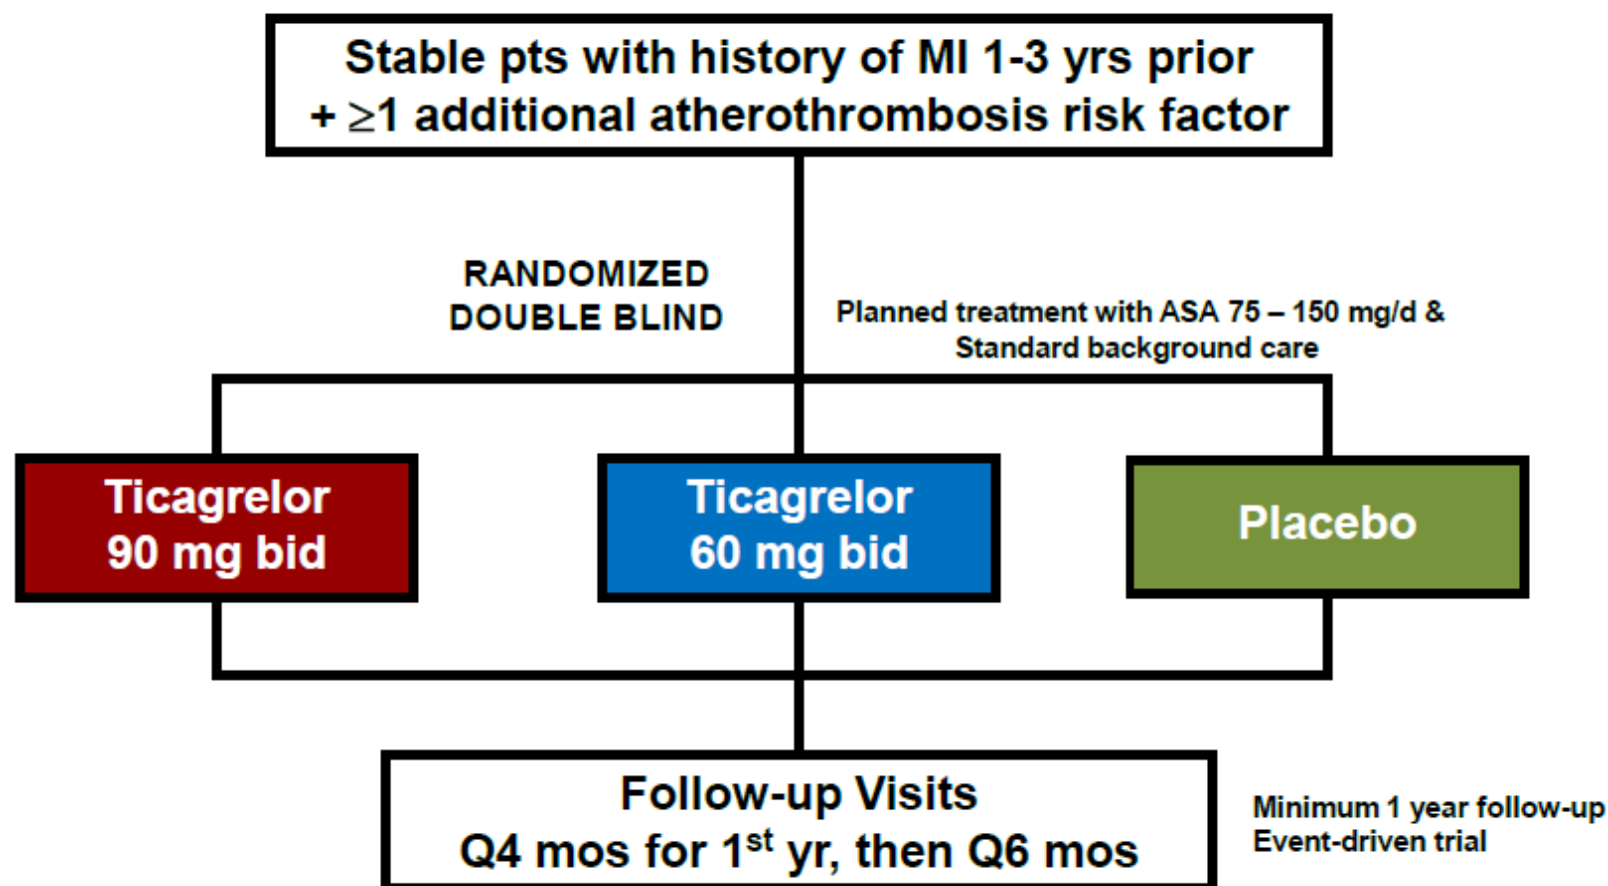 Stable pts with history of MI 1-3 yrs prior
+ ≥1 additional atherothrombosis risk factor
RANDOMIZED
DOUBLE BLIND
Planned treatment with ASA 75 – 150 mg/d &
Standard background care
Ticagrelor
90 mg bid
Ticagrelor
60 mg bid
Placebo
Follow-up Visits
Q4 mos for 1st yr, then Q6 mos
Minimum 1 year follow-up
Event-driven trial